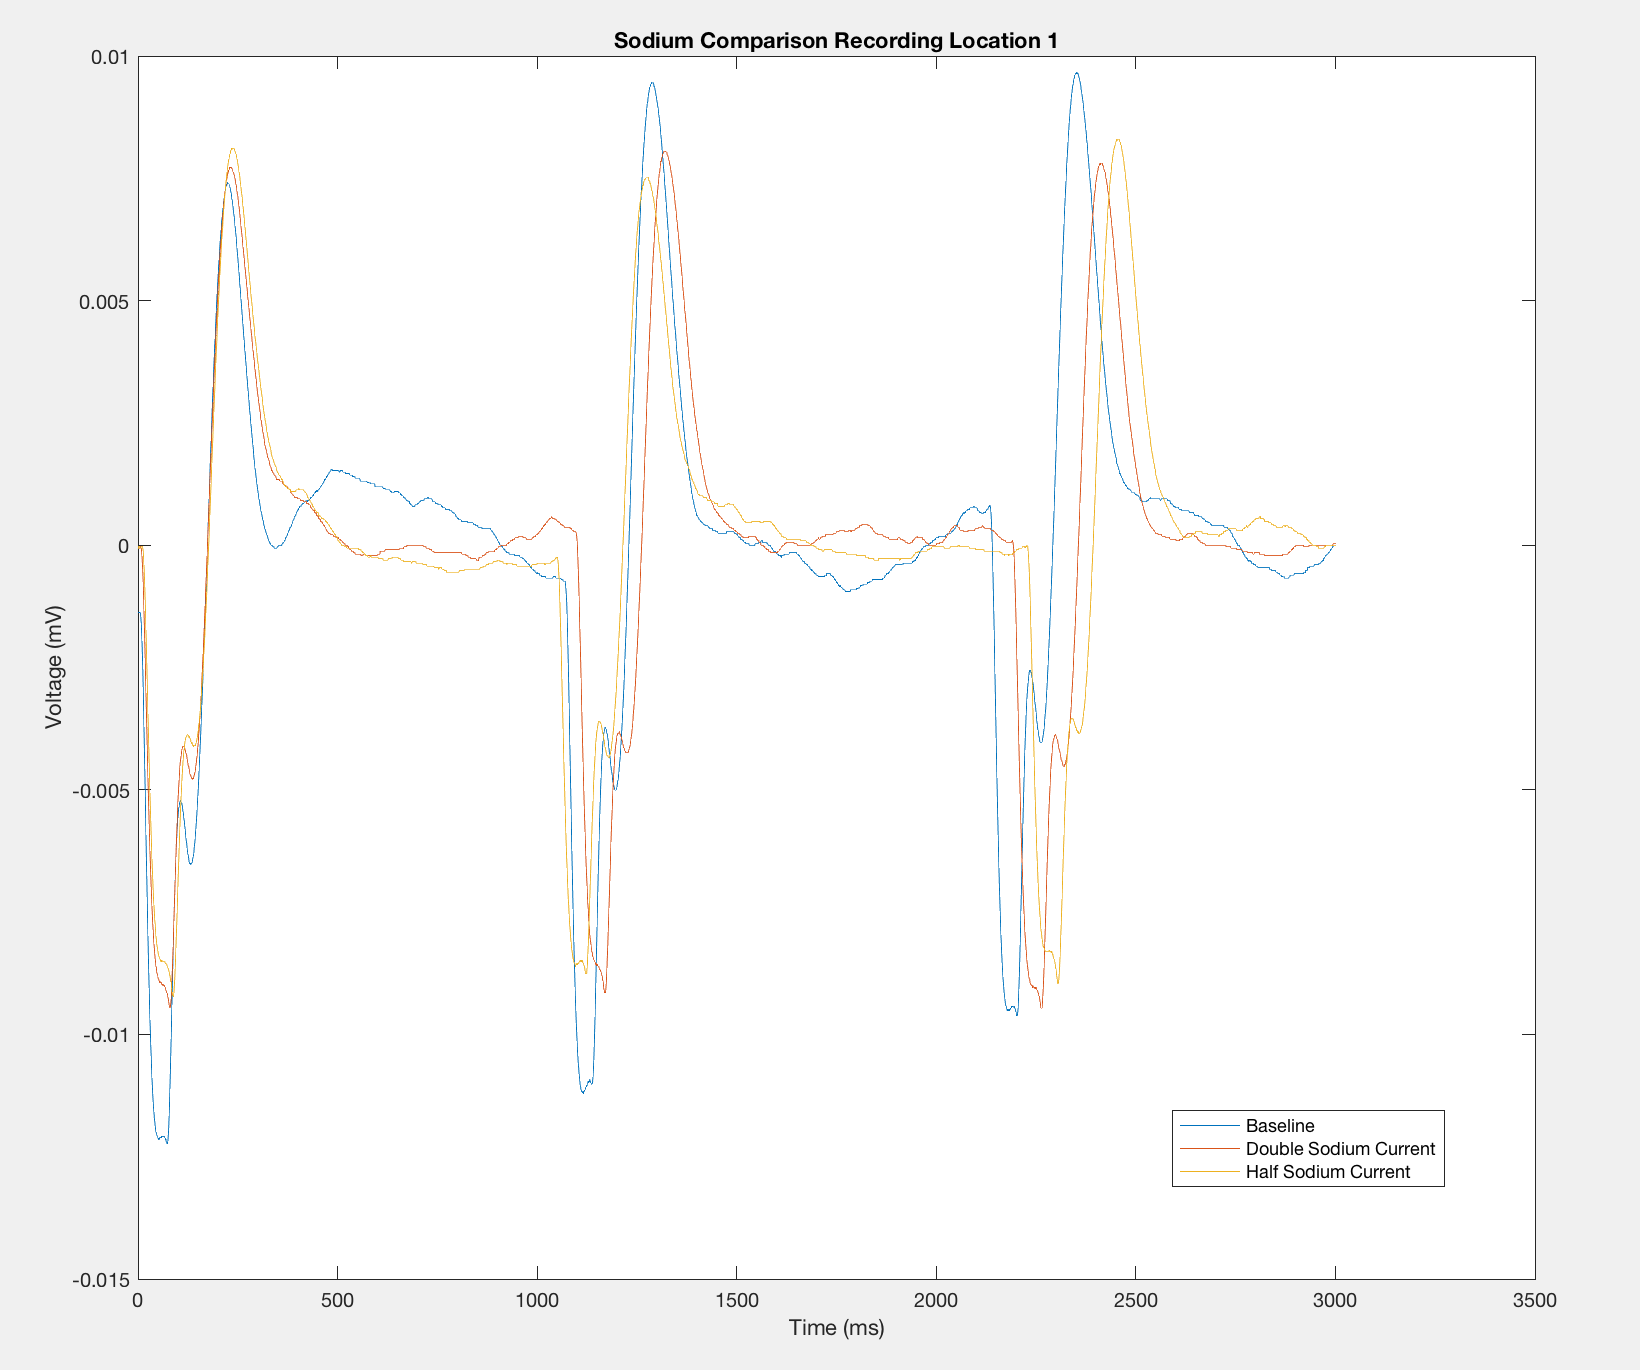 Sodium Comparison Recording Location 1
0.01
0.005
0
-0.005
-0.01
-0.015
Voltage (mV)
0 500 1000 1500 2000 2500 3000 3500
Time (ms)
Baseline
Double Sodium Current
Half Sodium Current